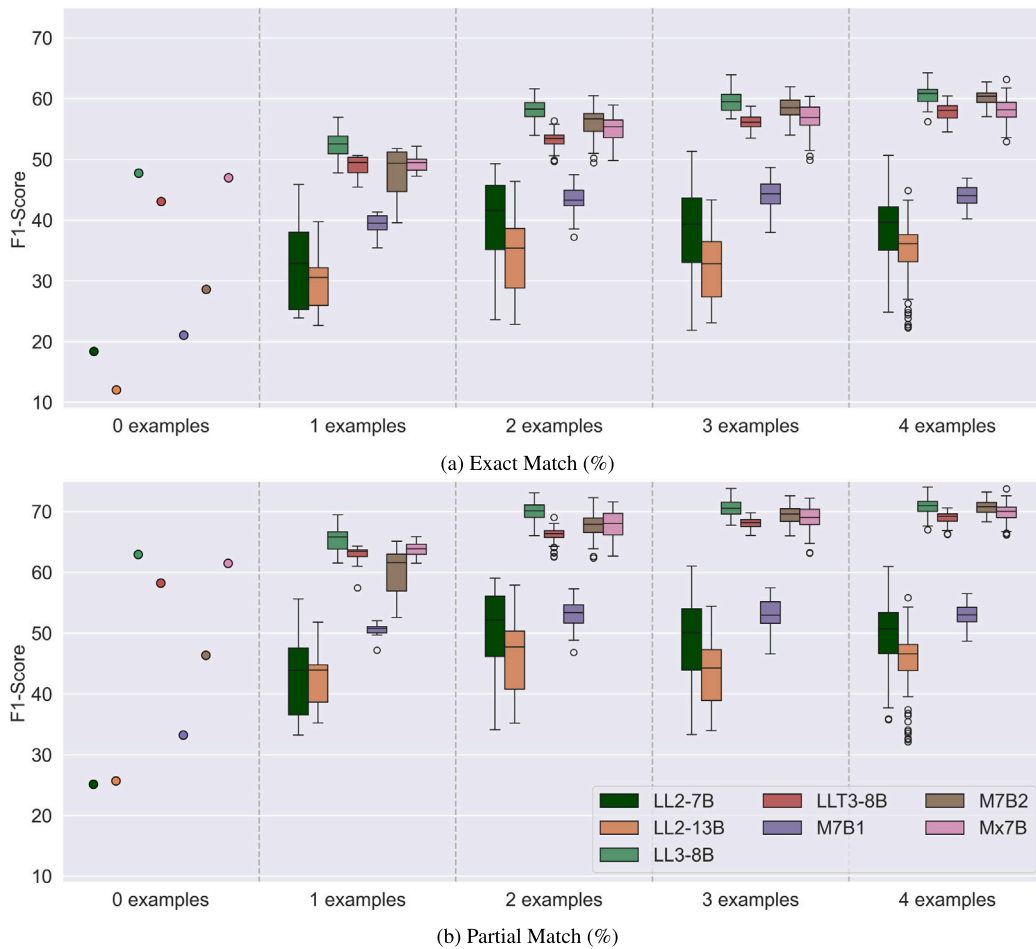 70
60
50
40
30
20
10
F1-Score
0 examples 1 examples 2 examples 3 examples 4 examples
(a) Exact Match (%)
70
60
50
40
30
20
10
F1-Score
LL2-7B LLT3-8B M7B2
LL2-13B M7B1 Mx7B
LL3-8B
0 examples 1 examples 2 examples 3 examples 4 examples
(b) Partial Match (%)